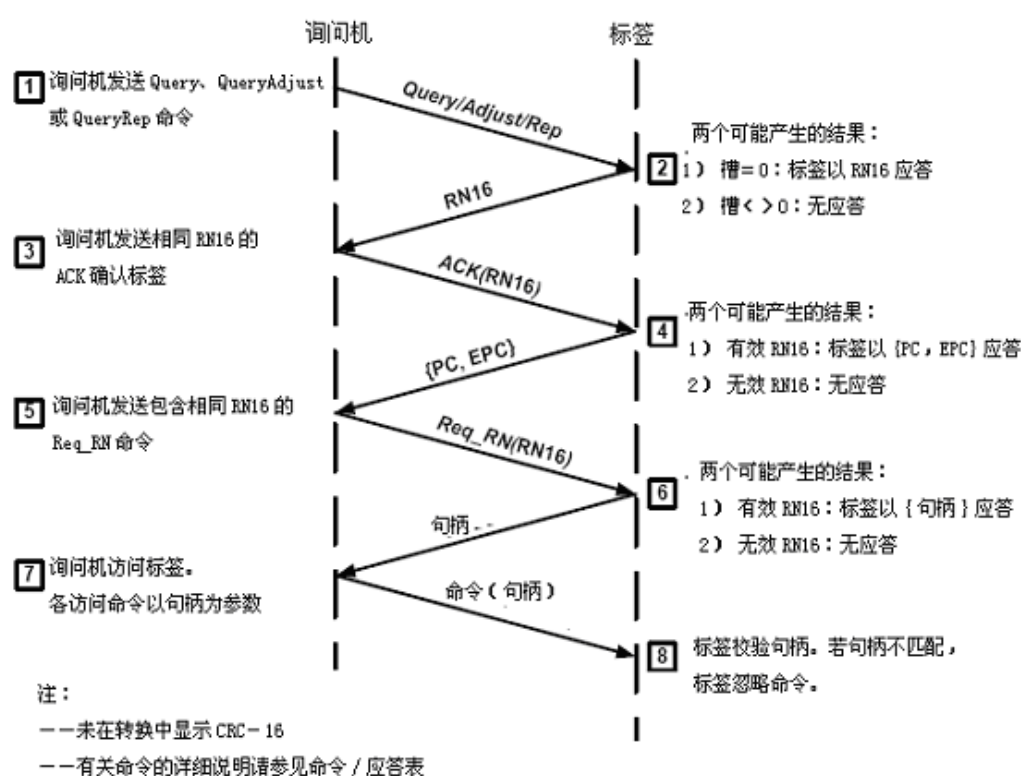 询问机
标签
1
询问机发送 Query、QueryAdjust
或 QueryRep 命令
Query/Adjust/Rep
两个可能产生的结果：
2
1） 槽＝0：标签以 RN16 应答
2） 槽＜＞0：无应答
RN16
3
询问机发送相同 RN16 的
ACK 确认标签
ACK(RN16)
两个可能产生的结果：
4
1） 有效 RN16：标签以 {PC，EPC} 应答
2） 无效 RN16：无应答
{PC, EPC}
5
询问机发送包含相同 RN16 的
Req_RN 命令
Req_RN(RN16)
两个可能产生的结果：
6
1） 有效 RN16：标签以 { 句柄 } 应答
2） 无效 RN16：无应答
句柄
7
询问机访问标签。
各访问命令以句柄为参数
命令（句柄）
8
标签校验句柄。若句柄不匹配，
标签忽略命令。
注：
－－未在转换中显示 CRC－16
－－有关命令的详细说明请参见命令／应答表